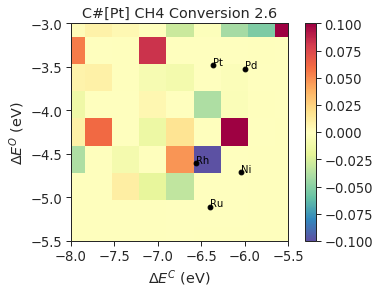 C#[Pt] CH4 Conversion 2.6
−3.0
−3.5
−4.0
−4.5
−5.0
−5.5
ΔE^O (eV)
Pt
Pd
Rh
Ni
Ru
−8.0 −7.5 −7.0 −6.5 −6.0 −5.5
ΔE^C (eV)
0.100
0.075
0.050
0.025
0.000
−0.025
−0.050
−0.075
−0.100